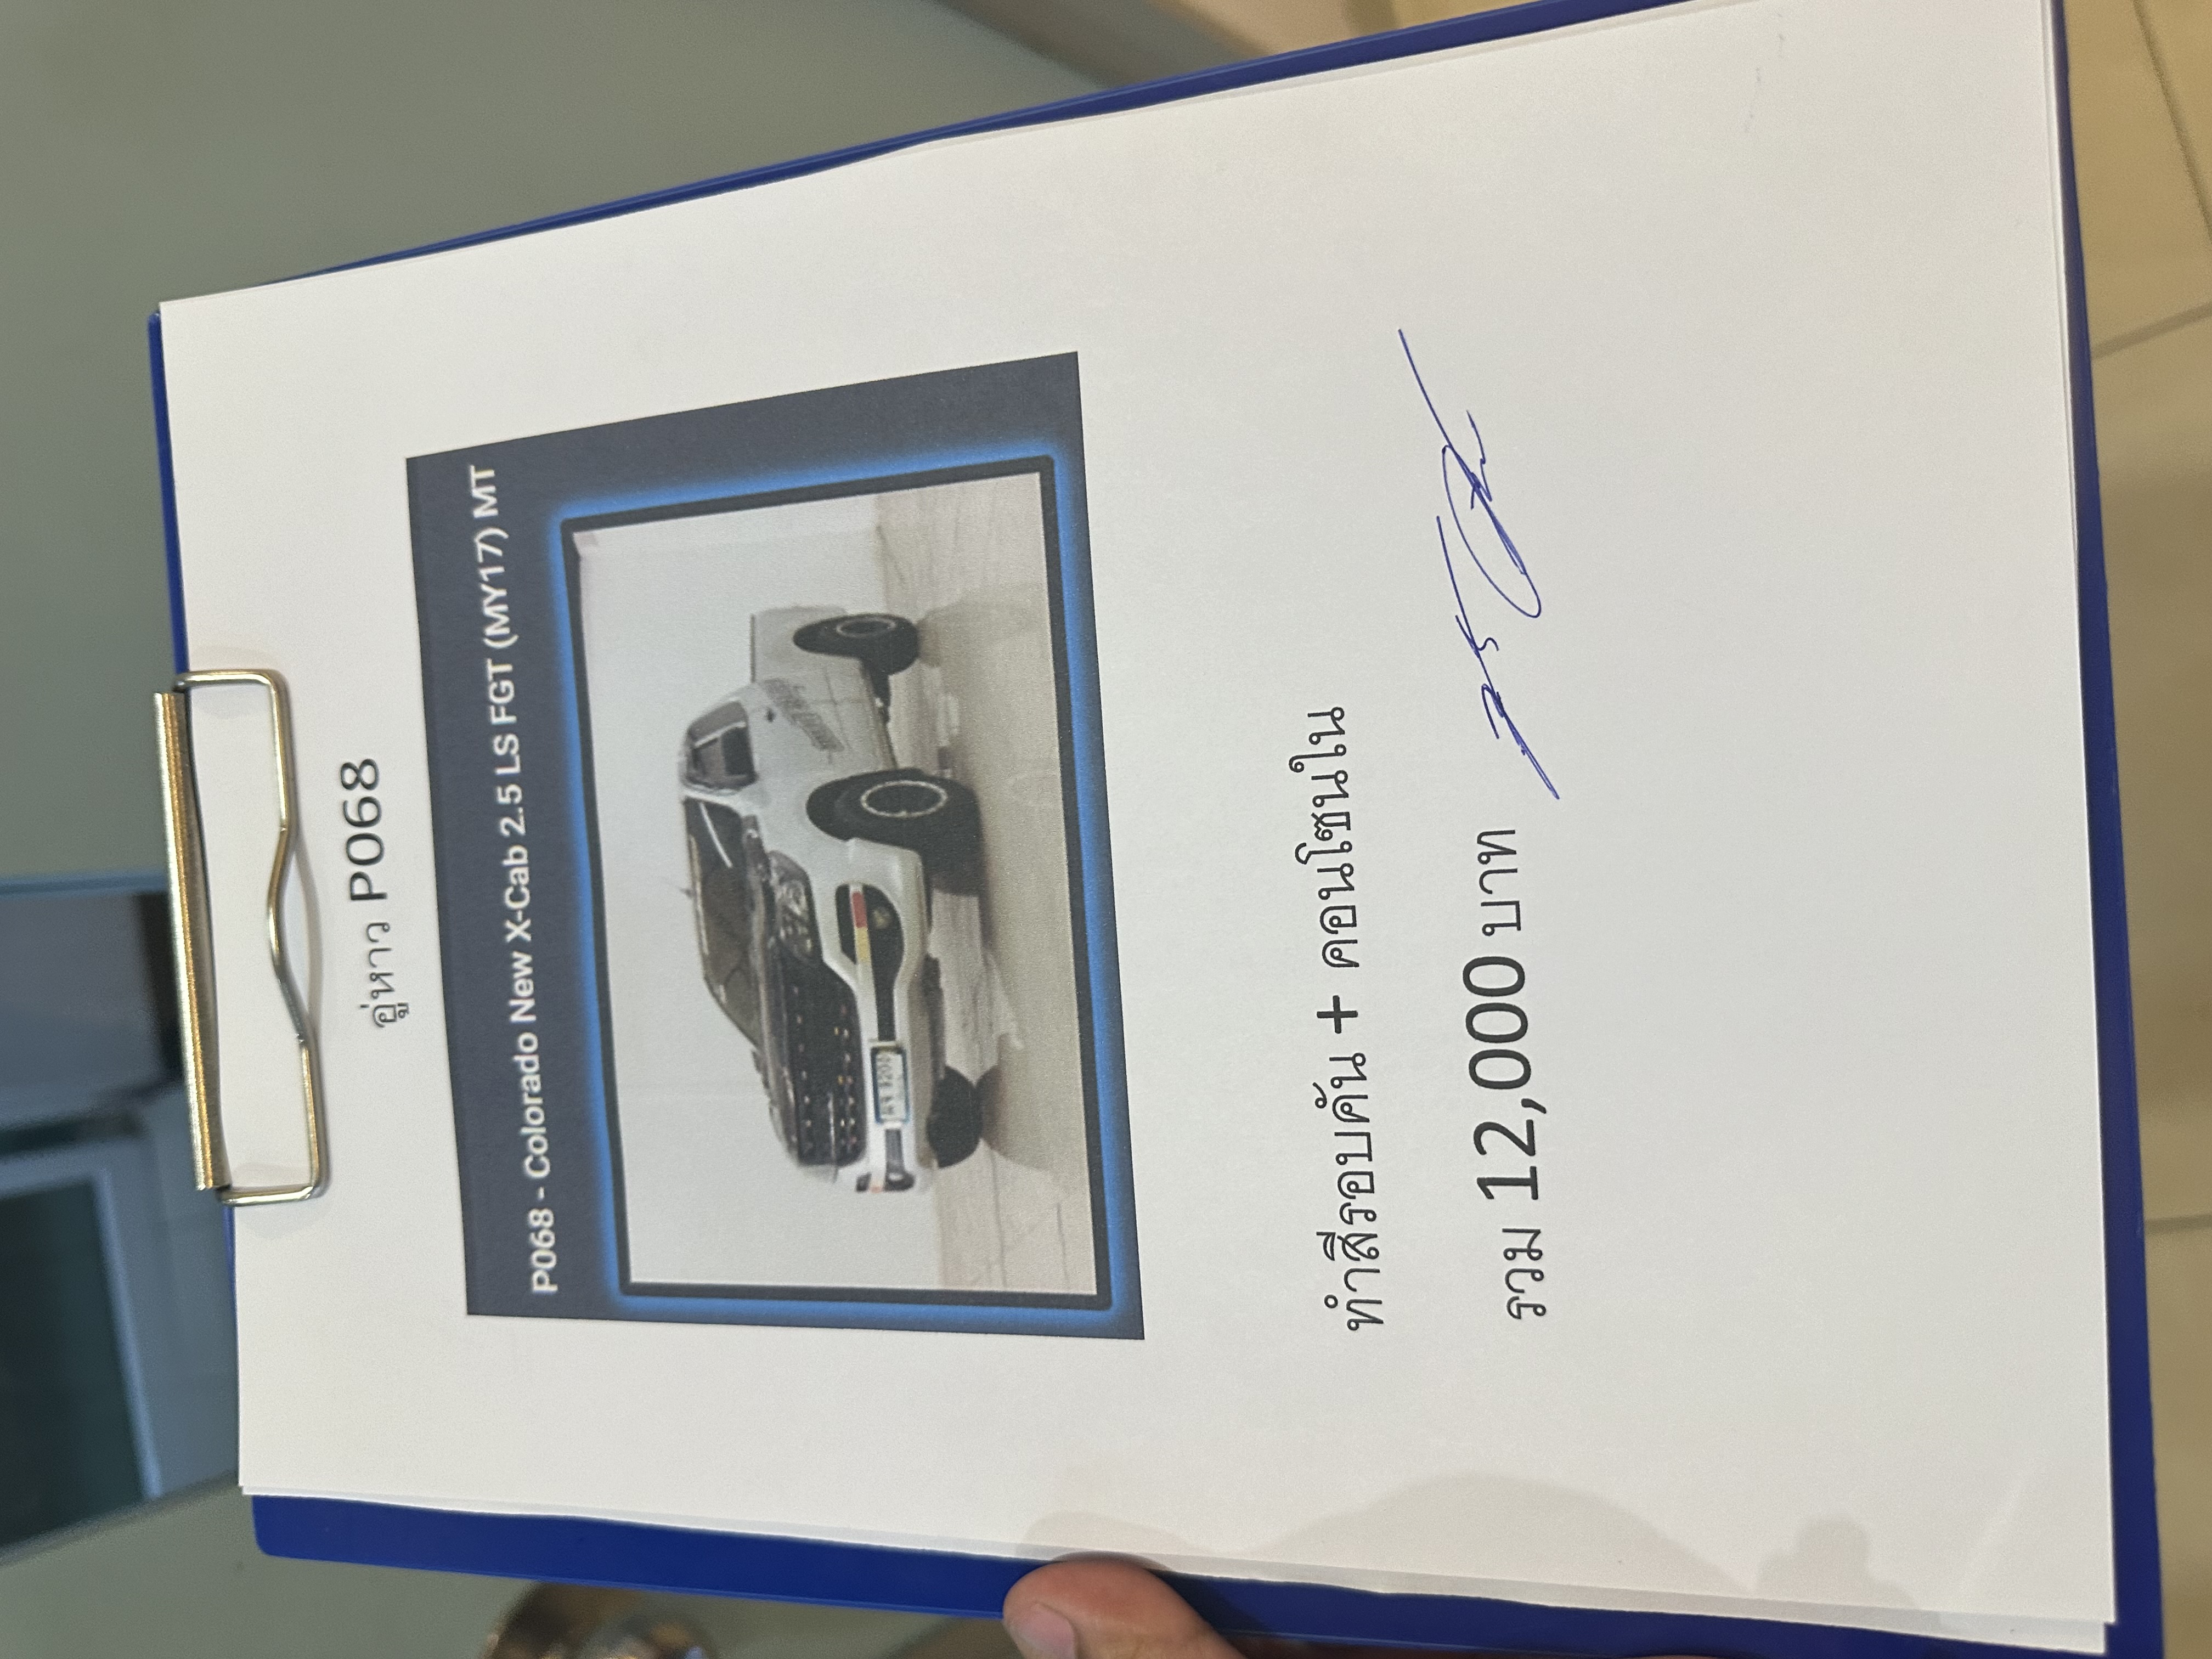 อู่หาว P068
P068 - Colorado New X-Cab 2.5 LS FGT (MY17) MT
ทำสีรอบคัน + คอนโซนใน
รวม 12,000 บาท